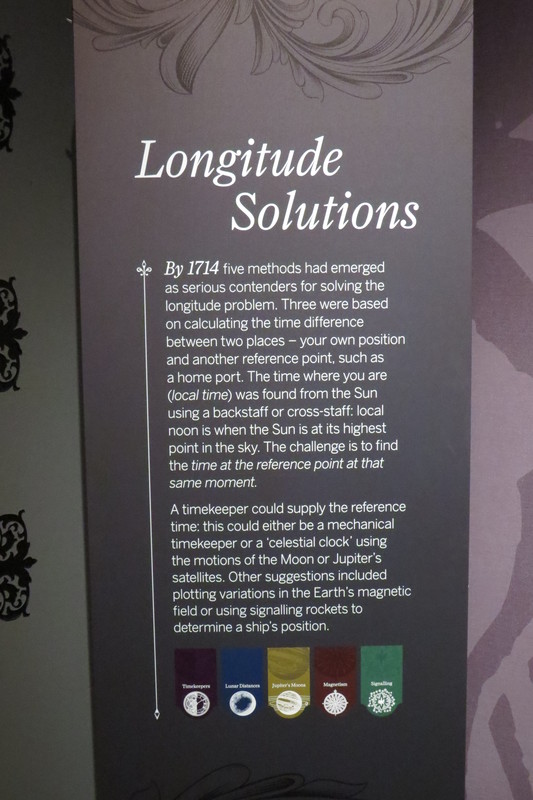 Longitude
Solutions
By 1714 five methods had emerged
as serious contenders for solving the
longitude problem. Three were based
on calculating the time difference
between two places – your own position
and another reference point, such as
a home port. The time where you are
(local time) was found from the Sun
using a backstaff or cross-staff: local
noon is when the Sun is at its highest
point in the sky. The challenge is to find
the time at the reference point at that
same moment.
A timekeeper could supply the reference
time: this could either be a mechanical
timekeeper or a ‘celestial clock’ using
the motions of the Moon or Jupiter’s
satellites. Other suggestions included
plotting variations in the Earth’s magnetic
field or using signalling rockets to
determine a ship’s position.
Timekeepers Lunar Distances Jupiter’s Moons Magnetism Signalling